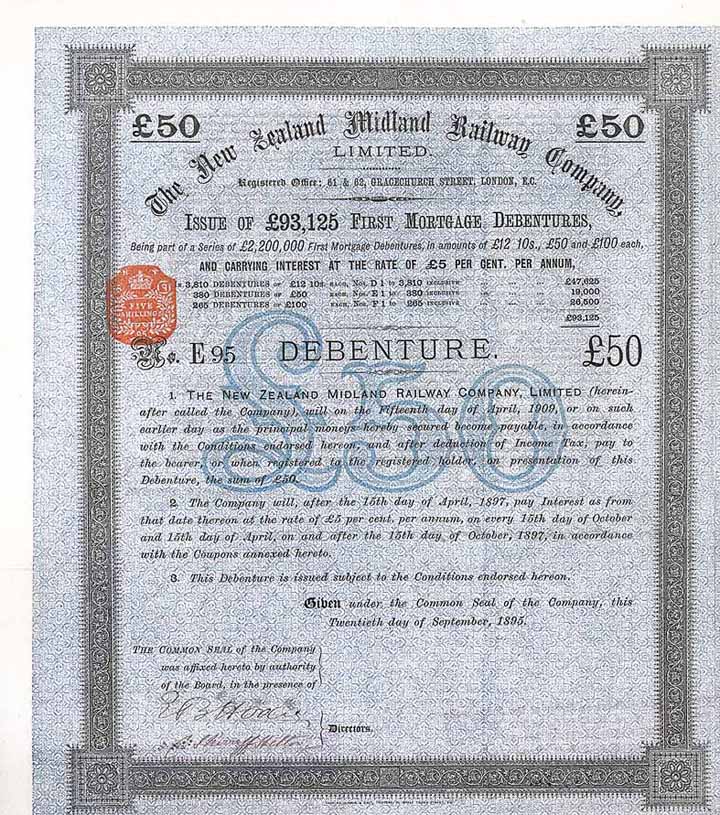 £50 £50
The New Zealand Midland Railway Company,
LIMITED.
Registered Office: 61 & 62, GRACECHURCH STREET, LONDON, E.C.
ISSUE OF £93,125 FIRST MORTGAGE DEBENTURES,
Being part of a Series of £2,200,000 First Mortgage Debentures, in amounts of £12 10s., £50 and £100 each,
AND CARRYING INTEREST AT THE RATE OF £5 PER CENT. PER ANNUM,
3,810 DEBENTURES OF £12 10s. EACH, Nos. D 1 to 3,810 INCLUSIVE ... ... ... £47,625
380 DEBENTURES OF £50 EACH, Nos. E 1 to 380 INCLUSIVE ... ... ... 19,000
265 DEBENTURES OF £100 EACH, Nos. F 1 to 265 INCLUSIVE ... ... ... 26,500
£93,125
FIVE
SHILLINGS
No. E 95 DEBENTURE. £50
£50
1. THE NEW ZEALAND MIDLAND RAILWAY COMPANY, LIMITED (herein-
after called the Company), will on the Fifteenth day of April, 1909, or on such
earlier day as the principal moneys hereby secured become payable, in accordance
with the Conditions endorsed hereon, and after deduction of Income Tax, pay to
the bearer, or when registered to the registered holder, on presentation of this
Debenture, the sum of £50.
2. The Company will, after the 15th day of April, 1897, pay Interest as from
that date thereon at the rate of £5 per cent. per annum, on every 15th day of October
and 15th day of April, on and after the 15th day of October, 1897, in accordance
with the Coupons annexed hereto.
3. This Debenture is issued subject to the Conditions endorsed hereon.
Given under the Common Seal of the Company, this
Twentieth day of September, 1895.
THE COMMON SEAL of the Company
was affixed hereto by authority
of the Board, in the presence of
Directors.